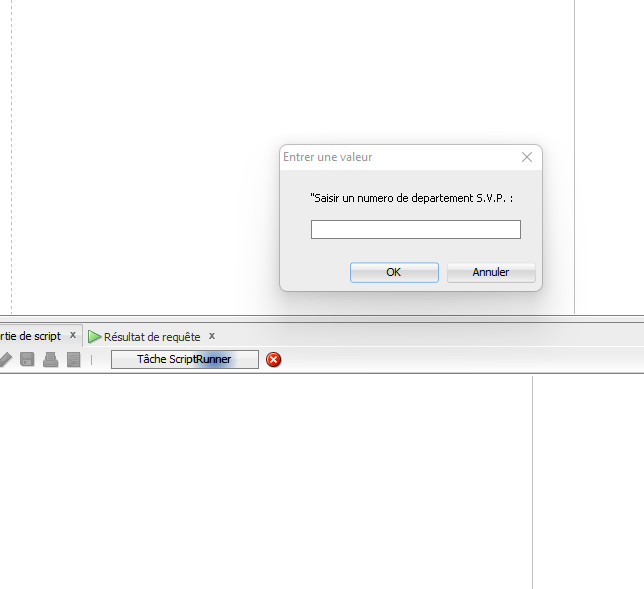 Entrer une valeur
"Saisir un numero de departement S.V.P. :
OK Annuler
rtie de script x Résultat de requête x
Tâche ScriptRunner